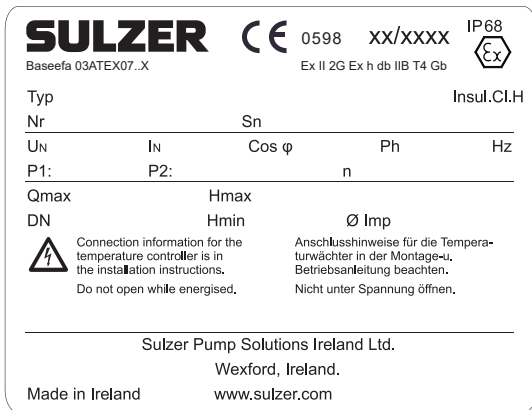 SULZER CE 0598 xx/xxxx IP68
Ex
Baseefa 03ATEX07..X Ex II 2G Ex h db IIB T4 Gb
Typ Insul.Cl.H
Nr Sn
UN IN Cos φ Ph Hz
P1: P2: n
Qmax Hmax
DN Hmin Ø Imp
Connection information for the
temperature controller is in
the installation instructions.
Do not open while energised.
Anschlusshinweise für die Tempera-
turwächter in der Montage-u.
Betriebsanleitung beachten.
Nicht unter Spannung öffnen.
Sulzer Pump Solutions Ireland Ltd.
Wexford, Ireland.
Made in Ireland www.sulzer.com